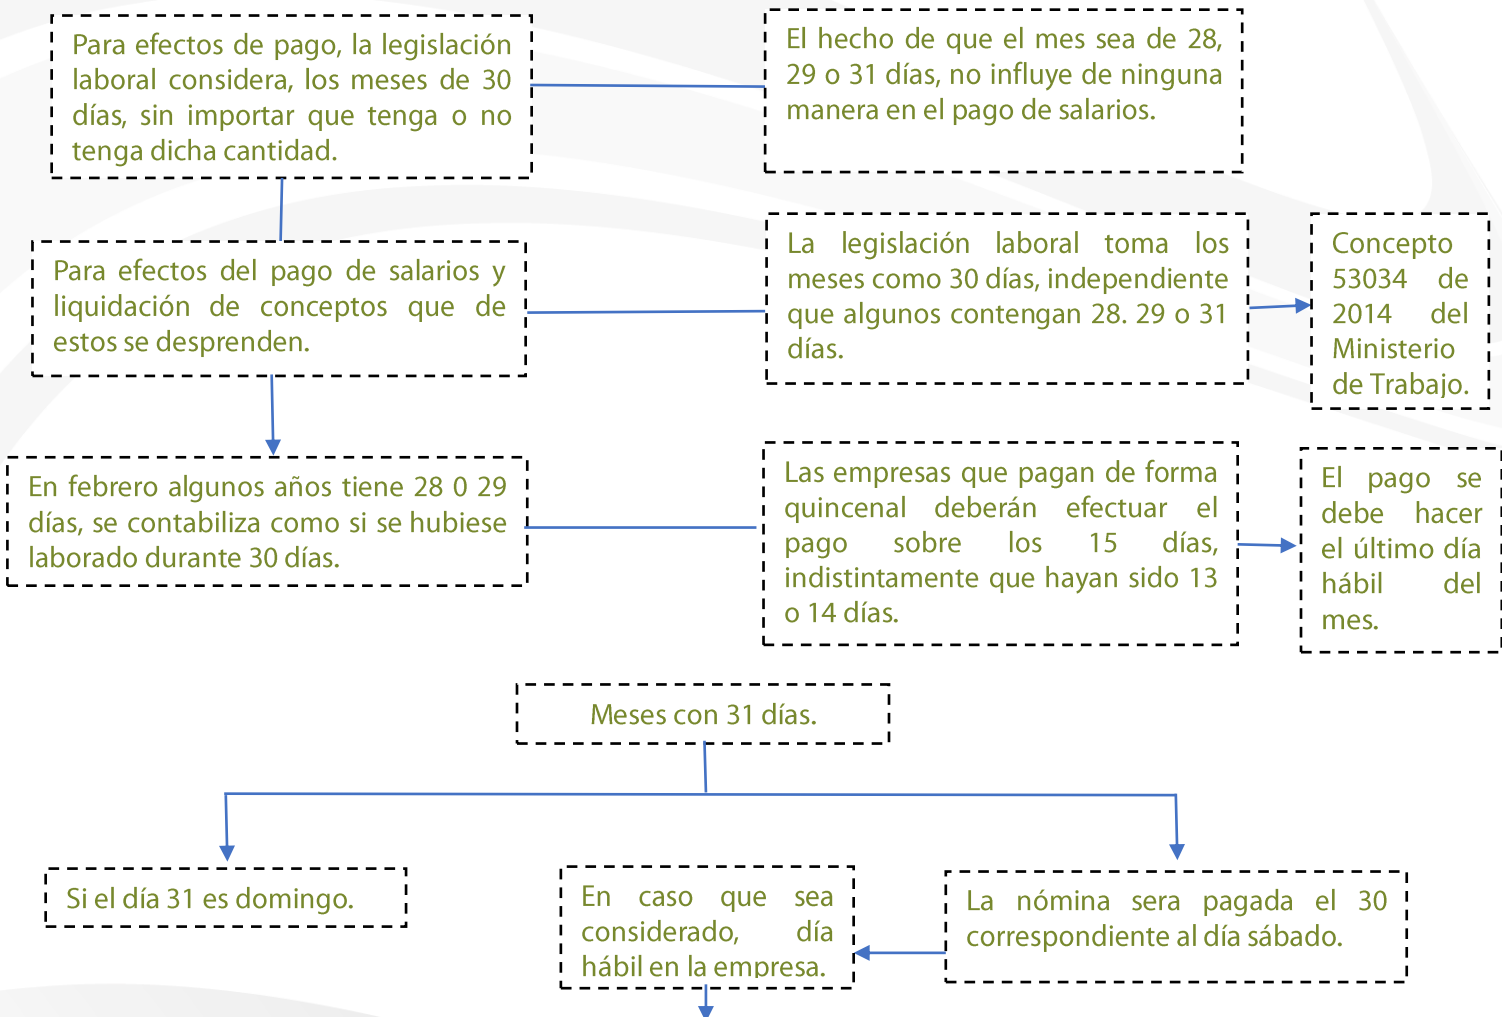 Para efectos de pago, la legislación
laboral considera, los meses de 30
días, sin importar que tenga o no
tenga dicha cantidad.
El hecho de que el mes sea de 28,
29 o 31 días, no influye de ninguna
manera en el pago de salarios.
Para efectos del pago de salarios y
liquidación de conceptos que de
estos se desprenden.
La legislación laboral toma los
meses como 30 días, independiente
que algunos contengan 28. 29 o 31
días.
Concepto
53034 de
2014 del
Ministerio
de Trabajo.
En febrero algunos años tiene 28 0 29
días, se contabiliza como si se hubiese
laborado durante 30 días.
Las empresas que pagan de forma
quincenal deberán efectuar el
pago sobre los 15 días,
indistintamente que hayan sido 13
o 14 días.
El pago se
debe hacer
el último día
hábil del
mes.
Meses con 31 días.
Si el día 31 es domingo.
En caso que sea
considerado, día
hábil en la empresa.
La nómina sera pagada el 30
correspondiente al día sábado.